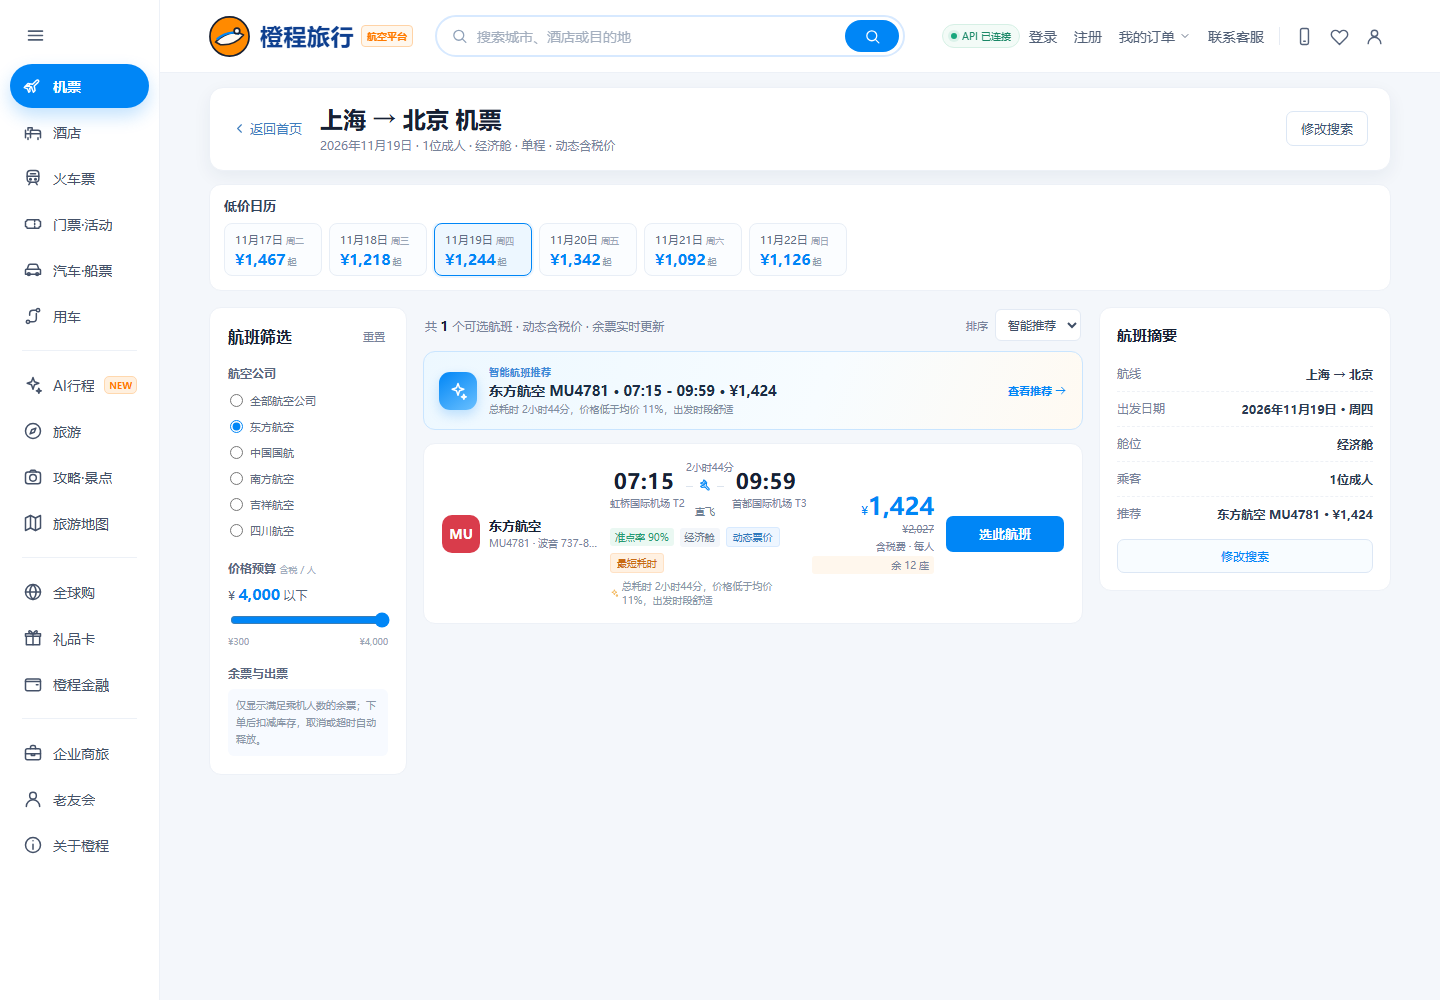 机票
酒店
火车票
门票·活动
汽车·船票
用车
AI行程 NEW
旅游
攻略·景点
旅游地图
全球购
礼品卡
橙程金融
企业商旅
老友会
关于橙程
橙程旅行 航空平台
搜索城市、酒店或目的地
API 已连接 登录 注册 我的订单 联系客服
返回首页
上海 → 北京 机票
2026年11月19日 · 1位成人 · 经济舱 · 单程 · 动态含税价
修改搜索
低价日历
11月17日 周二
¥1,467 起
11月18日 周三
¥1,218 起
11月19日 周四
¥1,244 起
11月20日 周五
¥1,342 起
11月21日 周六
¥1,092 起
11月22日 周日
¥1,126 起
航班筛选 重置
航空公司
全部航空公司
东方航空
中国国航
南方航空
吉祥航空
四川航空
价格预算 含税 / 人
¥ 4,000 以下
¥300 ¥4,000
余票与出票
仅显示满足乘机人数的余票；下
单后扣减库存，取消或超时自动
释放。
共 1 个可选航班 · 动态含税价 · 余票实时更新
排序 智能推荐
智能航班推荐
东方航空 MU4781 • 07:15 - 09:59 • ¥1,424
总耗时 2小时44分，价格低于均价 11%，出发时段舒适
查看推荐 →
MU
东方航空
MU4781 · 波音 737-8...
07:15
虹桥国际机场 T2
2小时44分
直飞
09:59
首都国际机场 T3
准点率 90% 经济舱 动态票价
最短耗时
总耗时 2小时44分，价格低于均价
11%，出发时段舒适
¥1,424
¥2,027
含税费 · 每人
余 12 座
选此航班
航班摘要
航线 上海 → 北京
出发日期 2026年11月19日 • 周四
舱位 经济舱
乘客 1位成人
推荐 东方航空 MU4781 • ¥1,424
修改搜索